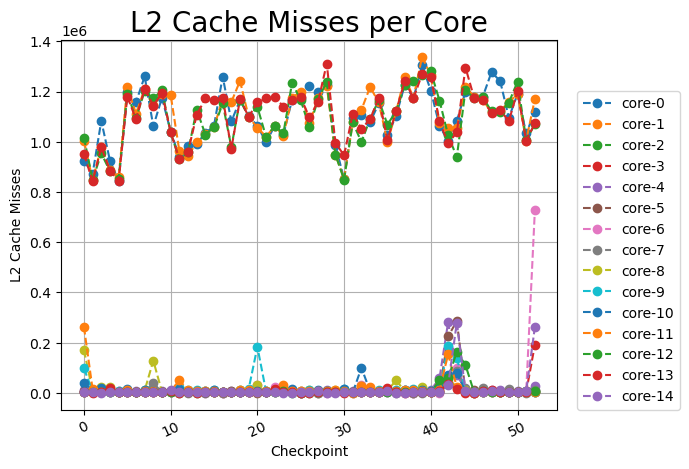 L2 Cache Misses per Core
1e6
1.4
1.2
1.0
0.8
0.6
0.4
0.2
0.0
L2 Cache Misses
0
10
20
30
40
50
Checkpoint
core-0
core-1
core-2
core-3
core-4
core-5
core-6
core-7
core-8
core-9
core-10
core-11
core-12
core-13
core-14